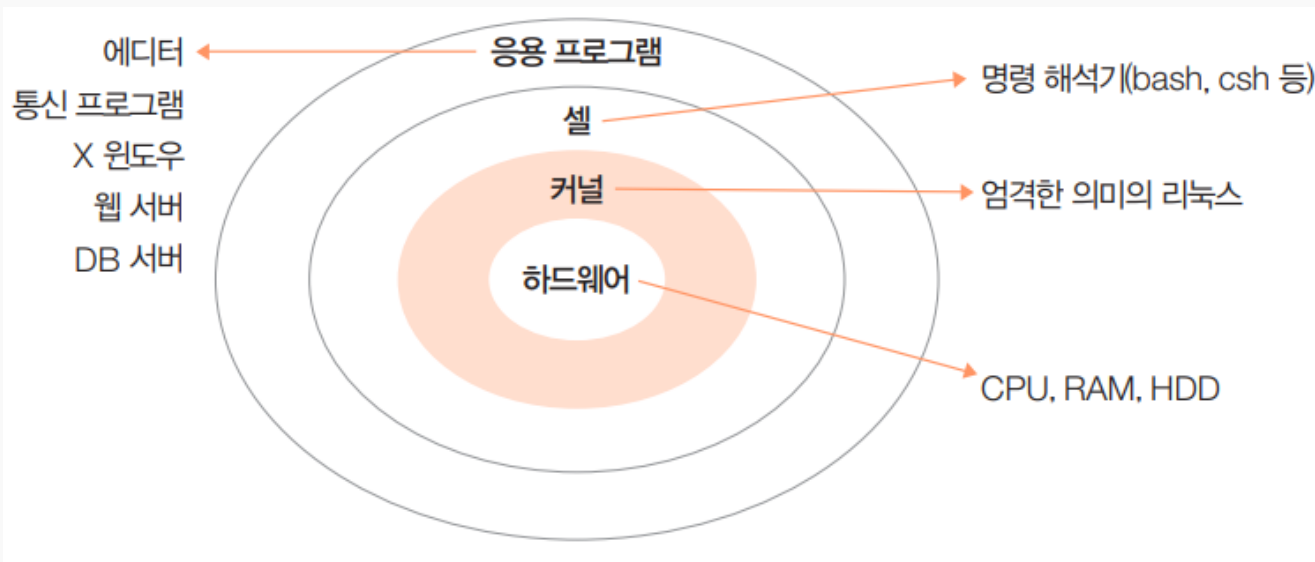 에디터
통신 프로그램
X 윈도우
웹 서버
DB 서버
응용 프로그램
셸
커널
하드웨어
명령 해석기(bash, csh 등)
엄격한 의미의 리눅스
CPU, RAM, HDD